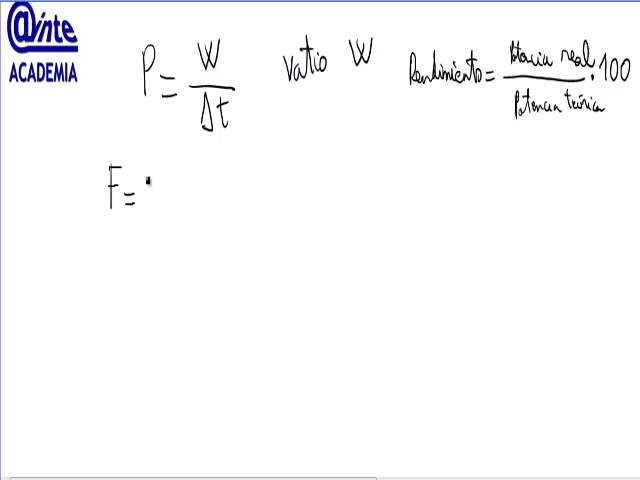 @inte
ACADEMIA
P = W / Δt
vatio W
Rendimiento = Potencia real / Potencia teórica · 100
F =